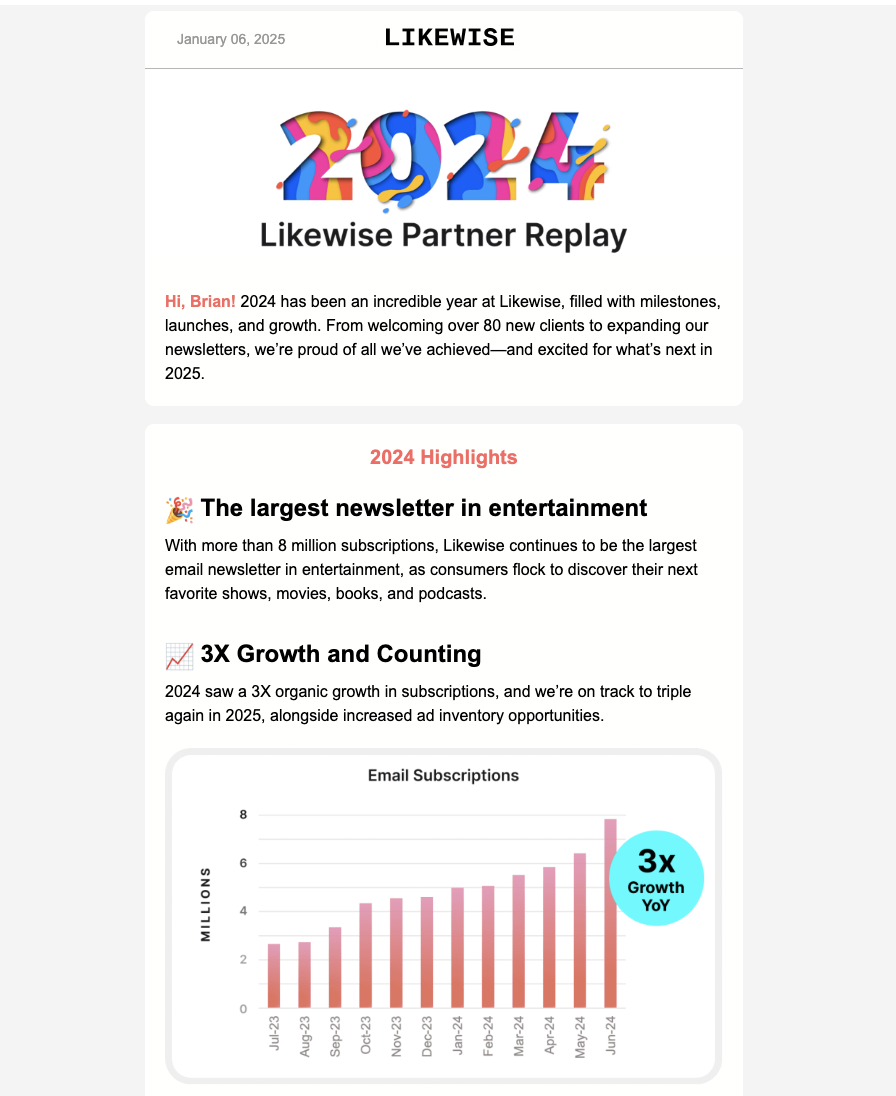 January 06, 2025
LIKEWISE
2024
Likewise Partner Replay
Hi, Brian! 2024 has been an incredible year at Likewise, filled with milestones,
launches, and growth. From welcoming over 80 new clients to expanding our
newsletters, we’re proud of all we’ve achieved—and excited for what’s next in
2025.
2024 Highlights
🎉 The largest newsletter in entertainment
With more than 8 million subscriptions, Likewise continues to be the largest
email newsletter in entertainment, as consumers flock to discover their next
favorite shows, movies, books, and podcasts.
📈 3X Growth and Counting
2024 saw a 3X organic growth in subscriptions, and we’re on track to triple
again in 2025, alongside increased ad inventory opportunities.
Email Subscriptions
MILLIONS
8
6
4
2
0
3x
Growth
YoY
Jul-23
Aug-23
Sep-23
Oct-23
Nov-23
Dec-23
Jan-24
Feb-24
Mar-24
Apr-24
May-24
Jun-24